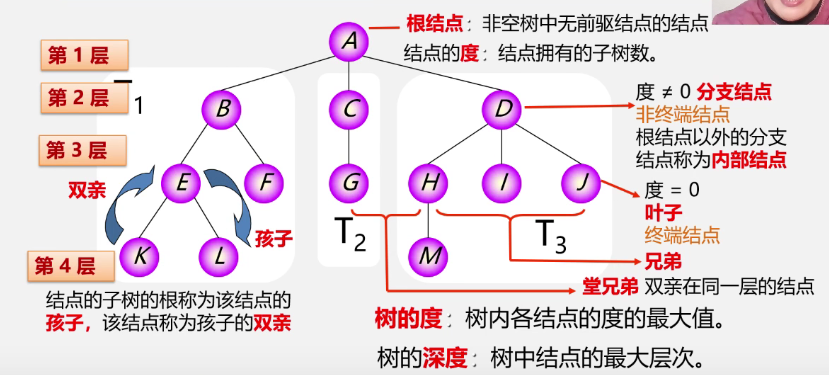 根结点：非空树中无前驱结点的结点
结点的度：结点拥有的子树数。
第 1 层
A
第 2 层
T1
B
C
D
度 ≠ 0 分支结点
非终端结点
根结点以外的分支
结点称为内部结点
第 3 层
双亲
E
F
G
H
I
J
度 = 0
叶子
终端结点
孩子
T2
T3
第 4 层
K
L
M
兄弟
堂兄弟 双亲在同一层的结点
结点的子树的根称为该结点的
孩子，该结点称为孩子的双亲
树的度：树内各结点的度的最大值。
树的深度：树中结点的最大层次。